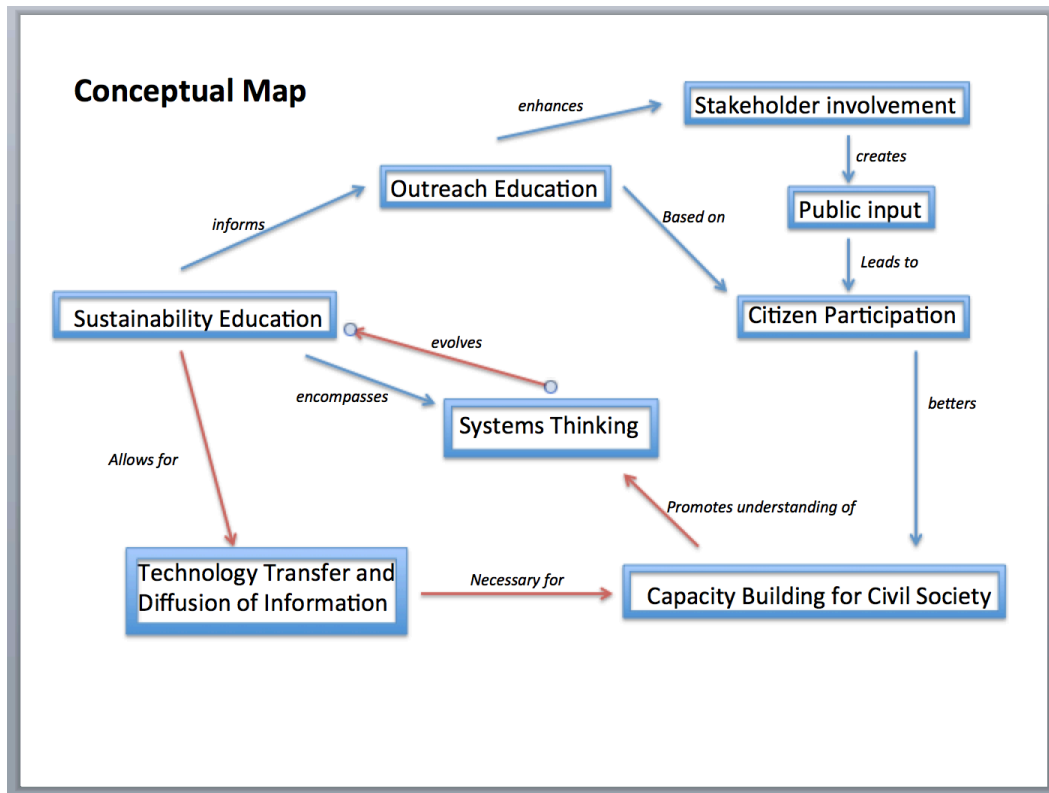 Conceptual Map
enhances
Stakeholder involvement
creates
Outreach Education
Public input
informs
Based on
Leads to
Sustainability Education
Citizen Participation
evolves
encompasses
betters
Systems Thinking
Allows for
Promotes understanding of
Technology Transfer and
Diffusion of Information
Necessary for
Capacity Building for Civil Society